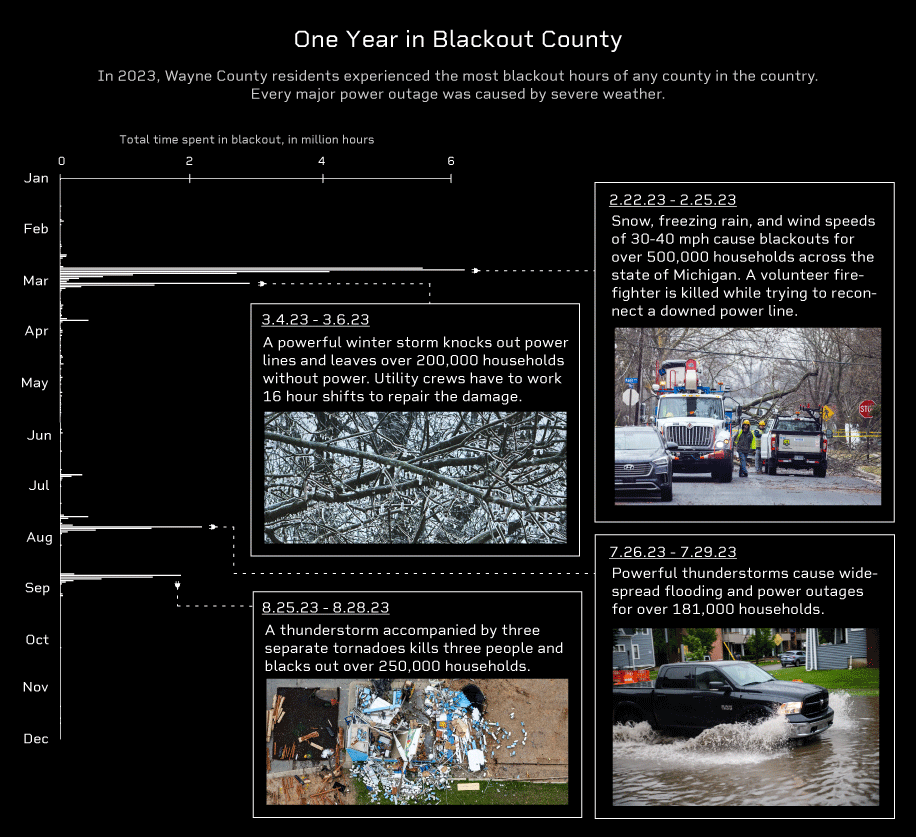 One Year in Blackout County
In 2023, Wayne County residents experienced the most blackout hours of any county in the country.
Every major power outage was caused by severe weather.
Total time spent in blackout, in million hours
0 2 4 6
Jan
Feb
Mar
Apr
May
Jun
Jul
Aug
Sep
Oct
Nov
Dec
2.22.23 - 2.25.23
Snow, freezing rain, and wind speeds
of 30-40 mph cause blackouts for
over 500,000 households across the
state of Michigan. A volunteer fire-
fighter is killed while trying to recon-
nect a downed power line.
3.4.23 - 3.6.23
A powerful winter storm knocks out power
lines and leaves over 200,000 households
without power. Utility crews have to work
16 hour shifts to repair the damage.
7.26.23 - 7.29.23
Powerful thunderstorms cause wide-
spread flooding and power outages
for over 181,000 households.
8.25.23 - 8.28.23
A thunderstorm accompanied by three
separate tornadoes kills three people and
blacks out over 250,000 households.